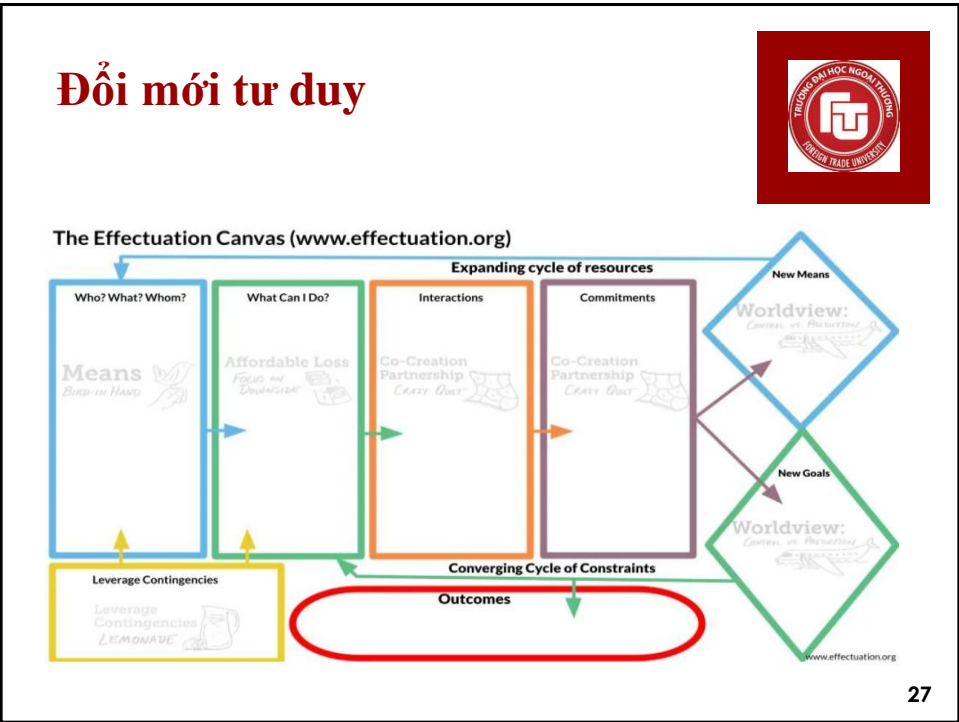 Đổi mới tư duy
TRƯỜNG ĐẠI HỌC NGOẠI THƯƠNG
FTU
FOREIGN TRADE UNIVERSITY
The Effectuation Canvas (www.effectuation.org)
Expanding cycle of resources
New Means
Worldview:
Control vs. Prediction
Who? What? Whom?
Means
Bird-in Hand
What Can I Do?
Affordable Loss
Focus on
Downside
Interactions
Co-Creation
Partnership
Crazy Quilt
Commitments
Co-Creation
Partnership
Crazy Quilt
New Goals
Worldview:
Control vs. Prediction
Converging Cycle of Constraints
Leverage Contingencies
Leverage
Contingencies
Lemonade
Outcomes
www.effectuation.org
27